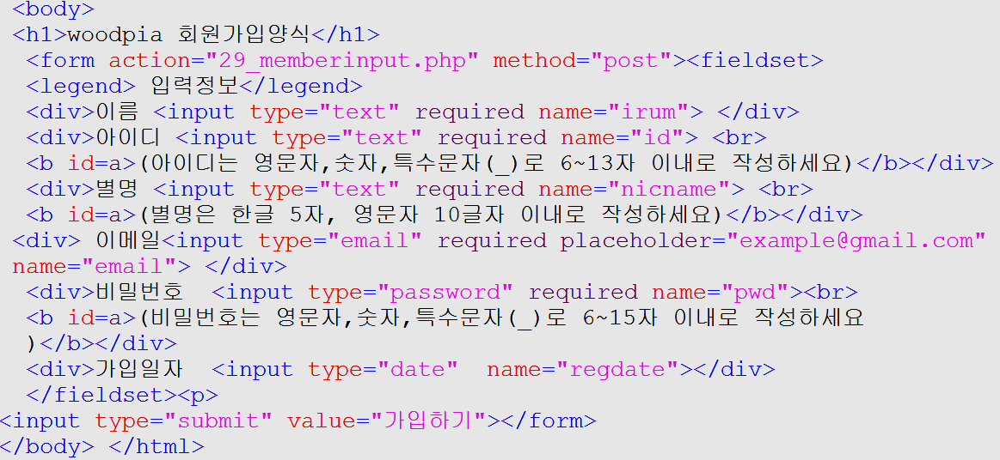 <body>
<h1>woodpia 회원가입양식</h1>
<form action="29_memberinput.php" method="post"><fieldset>
<legend> 입력정보</legend>
<div>이름 <input type="text" required name="irum"> </div>
<div>아이디 <input type="text" required name="id"> <br>
<b id=a>(아이디는 영문자,숫자,특수문자(_)로 6~13자 이내로 작성하세요)</b></div>
<div>별명 <input type="text" required name="nicname"> <br>
<b id=a>(별명은 한글 5자, 영문자 10글자 이내로 작성하세요)</b></div>
<div> 이메일<input type="email" required placeholder="example@gmail.com"
name="email"> </div>
<div>비밀번호  <input type="password" required name="pwd"><br>
<b id=a>(비밀번호는 영문자,숫자,특수문자(_)로 6~15자 이내로 작성하세요
)</b></div>
<div>가입일자  <input type="date"  name="regdate"></div>
</fieldset><p>
<input type="submit" value="가입하기"></form>
</body> </html>